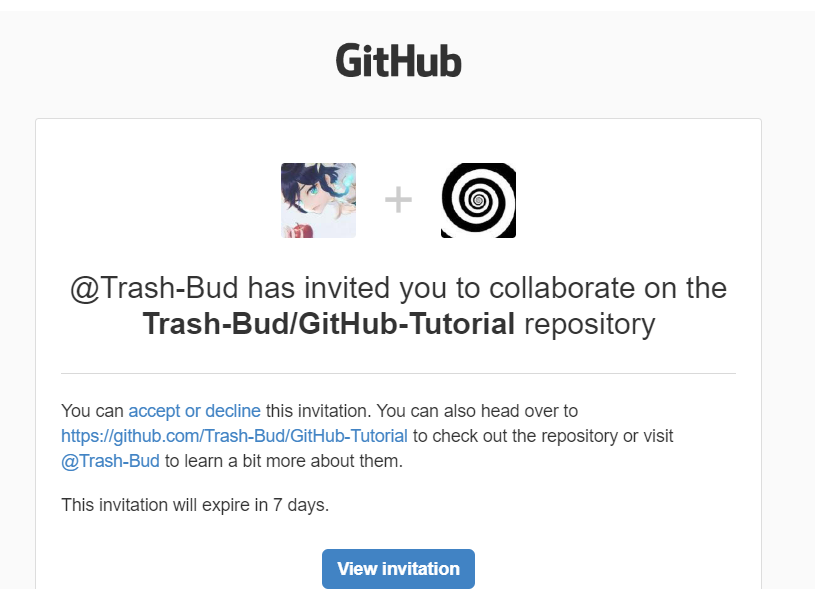 GitHub
@Trash-Bud has invited you to collaborate on the
Trash-Bud/GitHub-Tutorial repository
You can accept or decline this invitation. You can also head over to
https://github.com/Trash-Bud/GitHub-Tutorial to check out the repository or visit
@Trash-Bud to learn a bit more about them.
This invitation will expire in 7 days.
View invitation